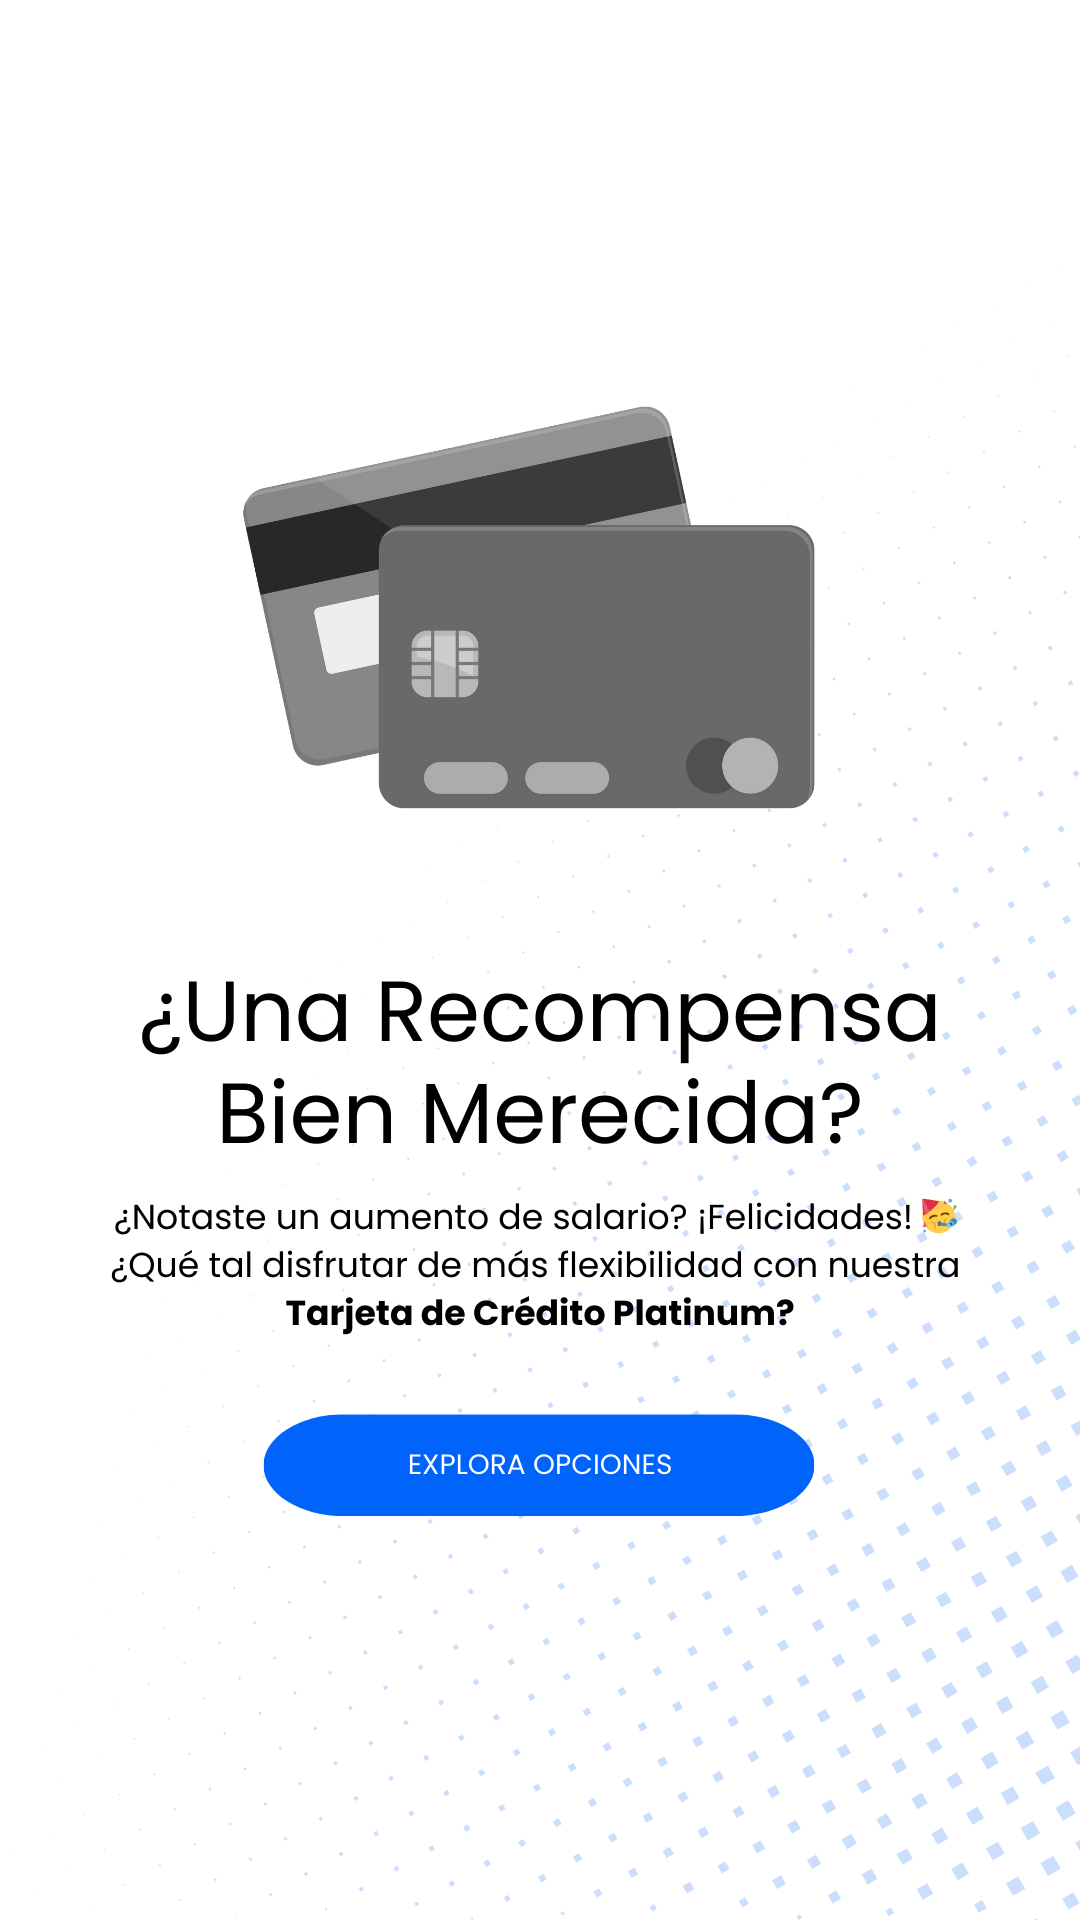 ¿Una Recompensa
Bien Merecida?
¿Notaste un aumento de salario? ¡Felicidades! 🥳
¿Qué tal disfrutar de más flexibilidad con nuestra
Tarjeta de Crédito Platinum?
EXPLORA OPCIONES